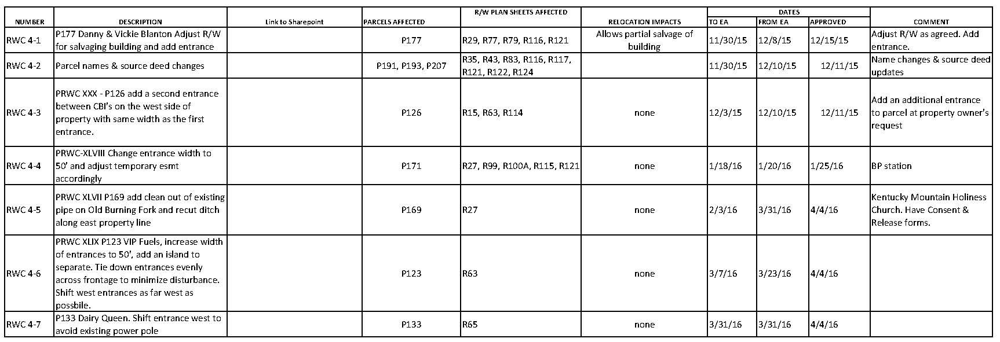 R/W PLAN SHEETS AFFECTED
DATES
NUMBER DESCRIPTION Link to Sharepoint PARCELS AFFECTED RELOCATION IMPACTS TO EA FROM EA APPROVED COMMENT
RWC 4-1
P177 Danny & Vickie Blanton Adjust R/W
for salvaging building and add entrance
P177
R29, R77, R79, R116, R121
Allows partial salvage of
building
11/30/15
12/8/15
12/15/15
Adjust R/W as agreed. Add
entrance.
RWC 4-2
Parcel names & source deed changes
P191, P193, P207
R35, R43, R83, R116, R117,
R121, R122, R124
11/30/15
12/10/15
12/11/15
Name changes & source deed
updates
RWC 4-3
PRWC XXX - P126 add a second entrance
between CBI's on the west side of
property with same width as the first
entrance.
P126
R15, R63, R114
none
12/3/15
12/10/15
12/11/15
Add an additional entrance
to parcel at property owner's
request
RWC 4-4
PRWC-XLVIII Change entrance width to
50' and adjust temporary esmt
accordingly
P171
R27, R99, R100A, R115, R121
none
1/18/16
1/20/16
1/25/16
BP station
RWC 4-5
PRWC XLVII P169 add clean out of existing
pipe on Old Burning Fork and recut ditch
along east property line
P169
R27
none
2/3/16
3/31/16
4/4/16
Kentucky Mountain Holiness
Church. Have Consent &
Release forms.
RWC 4-6
PRWC XLIX P123 VIP Fuels, increase width
of entrances to 50', add an island to
separate. Tie down entrances evenly
across frontage to minimize disturbance.
Shift west entrances as far west as
possbile.
P123
R63
none
3/7/16
3/23/16
4/4/16
RWC 4-7
P133 Dairy Queen. Shift entrance west to
avoid existing power pole
P133
R65
none
3/31/16
3/31/16
4/4/16